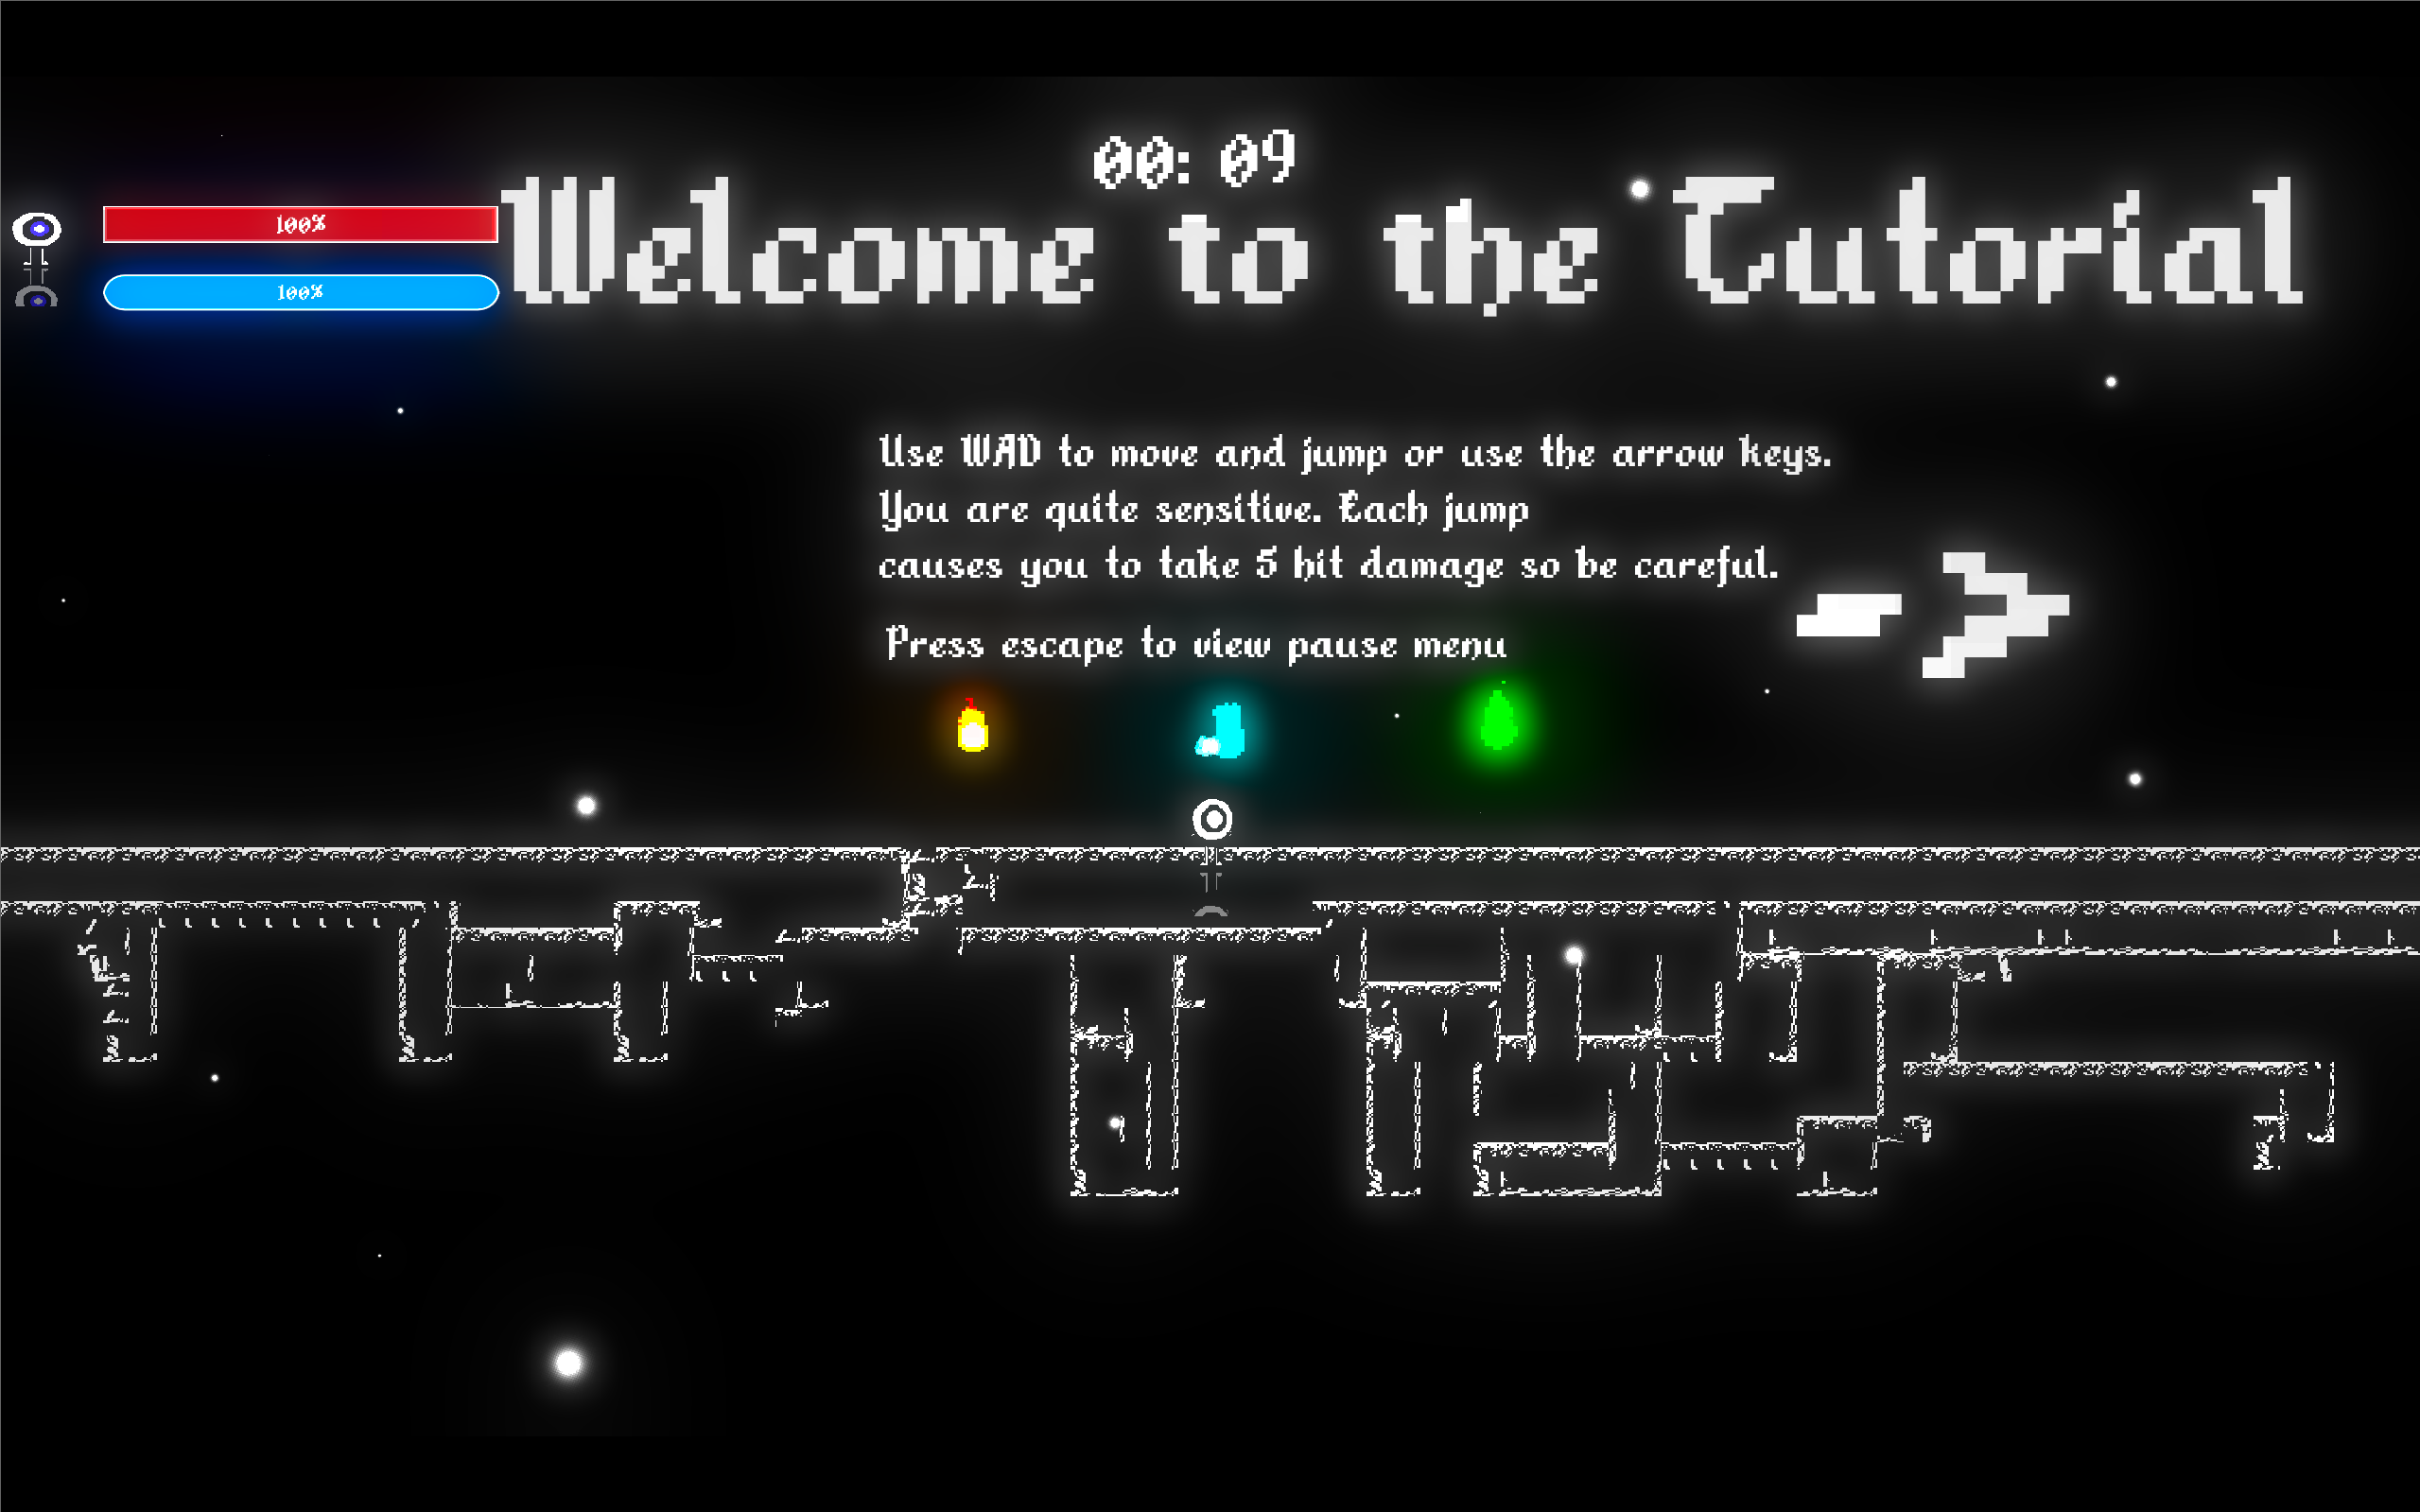 00: 09
Welcome to the Tutorial
100%
100%
Use WAD to move and jump or use the arrow keys.
You are quite sensitive. Each jump
causes you to take 5 hit damage so be careful.
->
Press escape to view pause menu